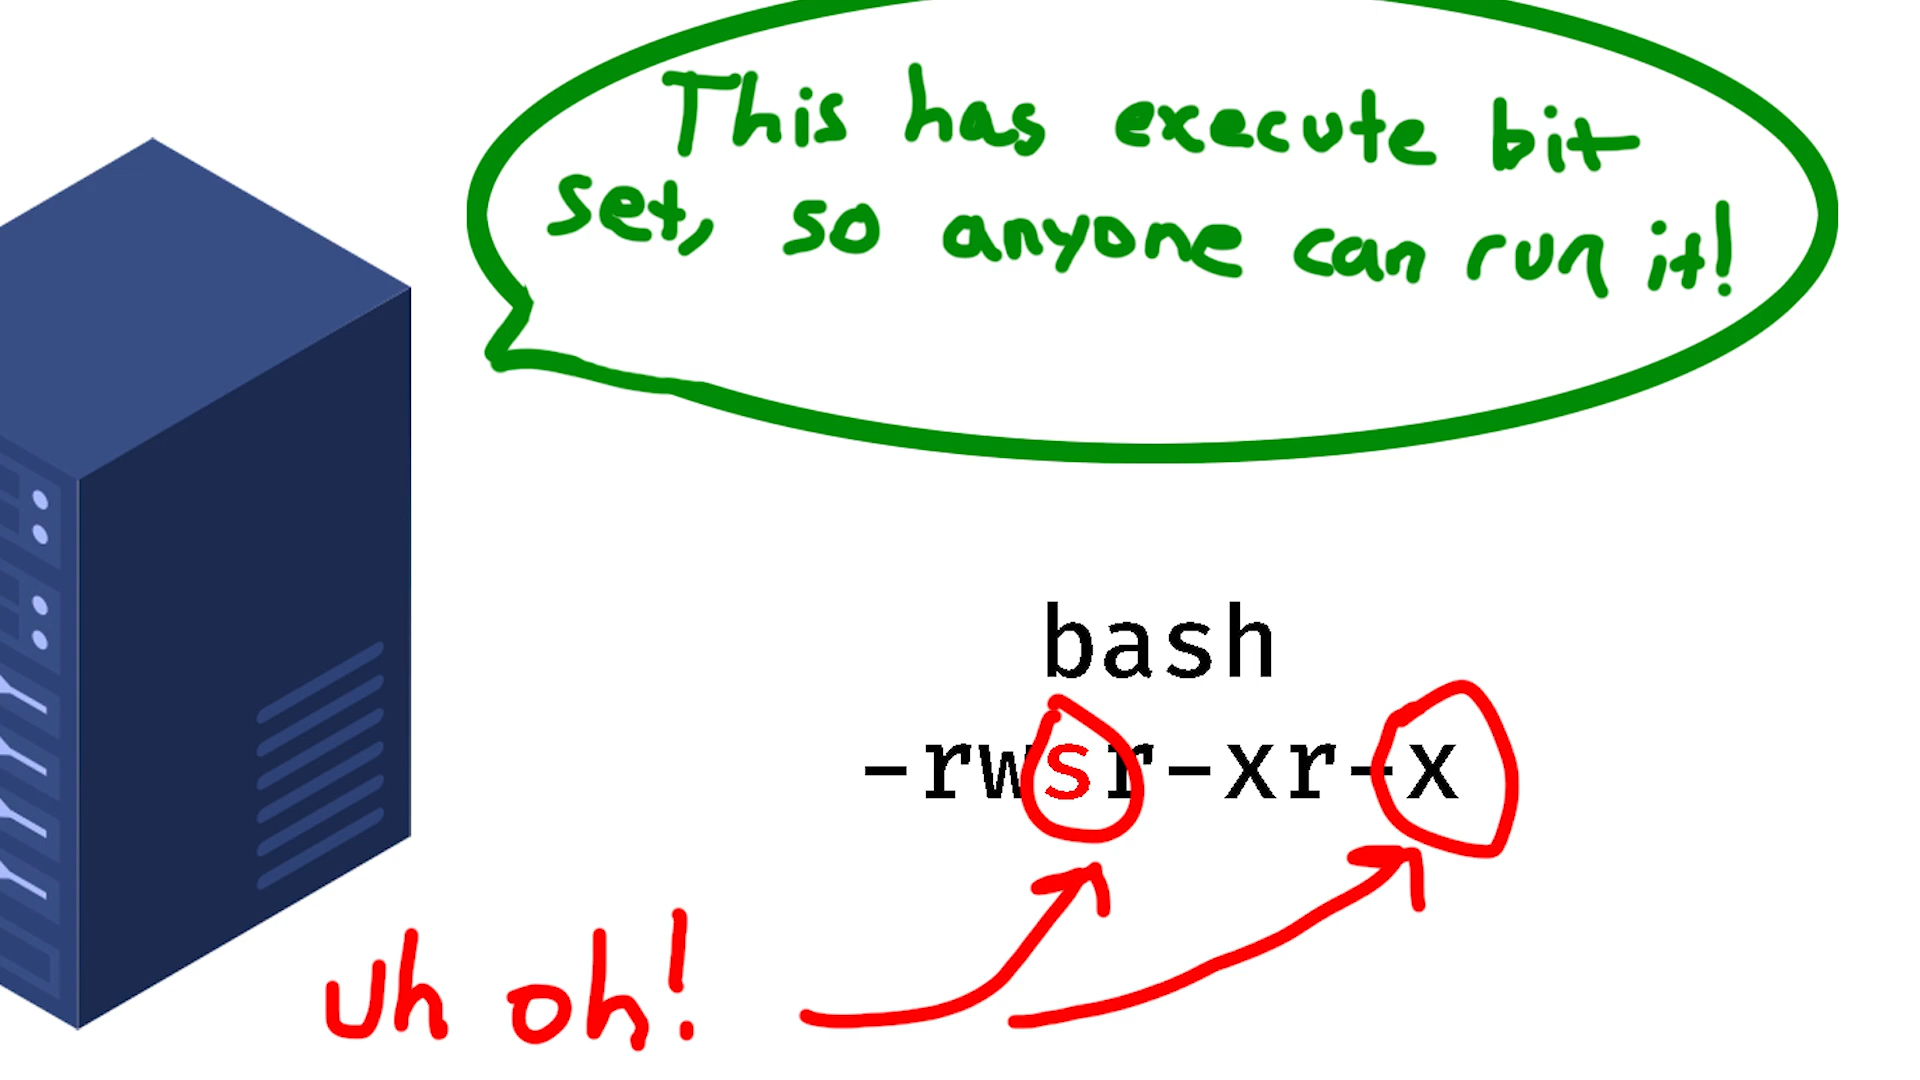 This has execute bit
set, so anyone can run it!
bash
-rwsr-xr-x
uh oh!